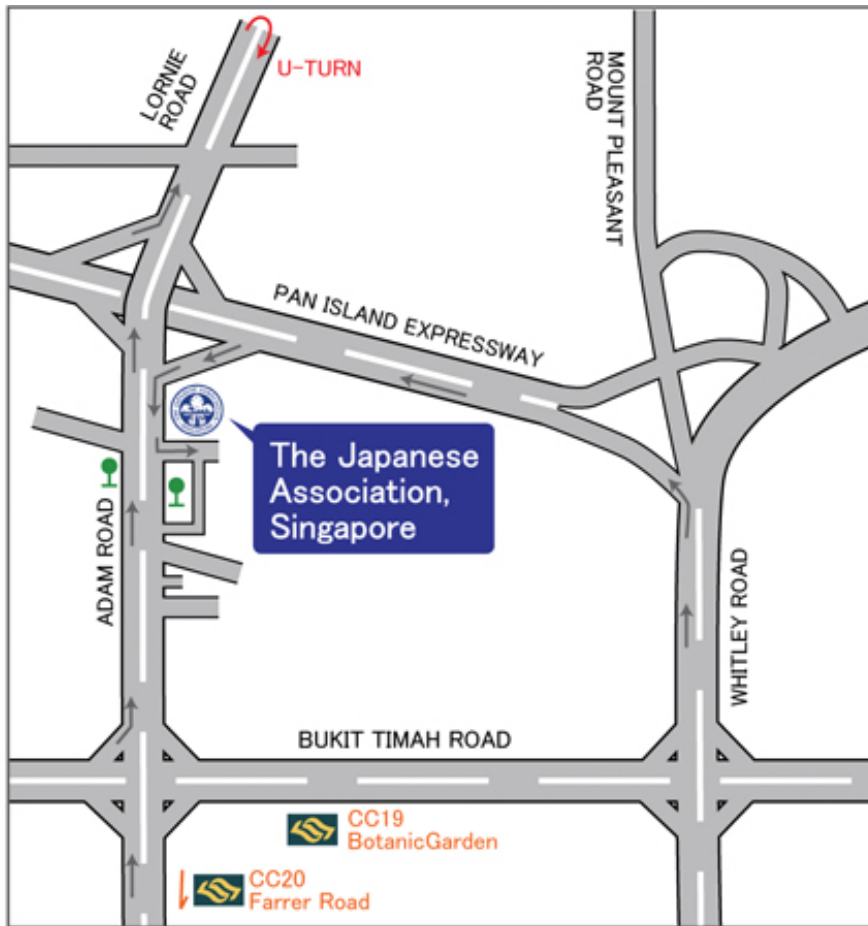 U-TURN
LORNIE
ROAD
MOUNT PLEASANT
ROAD
PAN ISLAND EXPRESSWAY
The Japanese
Association,
Singapore
ADAM ROAD
WHITLEY ROAD
BUKIT TIMAH ROAD
CC19
BotanicGarden
CC20
Farrer Road